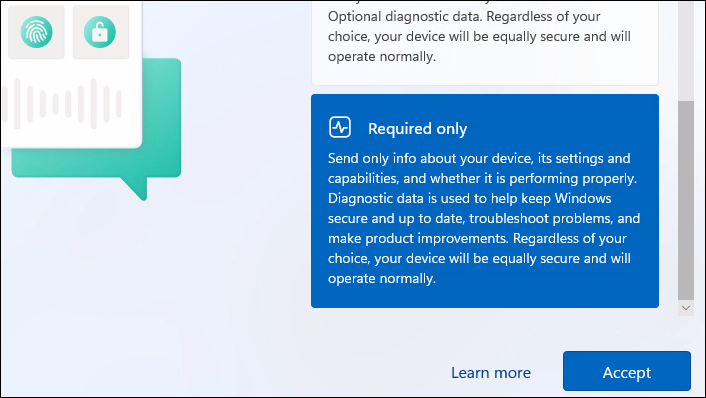 Optional diagnostic data. Regardless of your
choice, your device will be equally secure and will
operate normally.
Required only
Send only info about your device, its settings and
capabilities, and whether it is performing properly.
Diagnostic data is used to help keep Windows
secure and up to date, troubleshoot problems, and
make product improvements. Regardless of your
choice, your device will be equally secure and will
operate normally.
Learn more
Accept